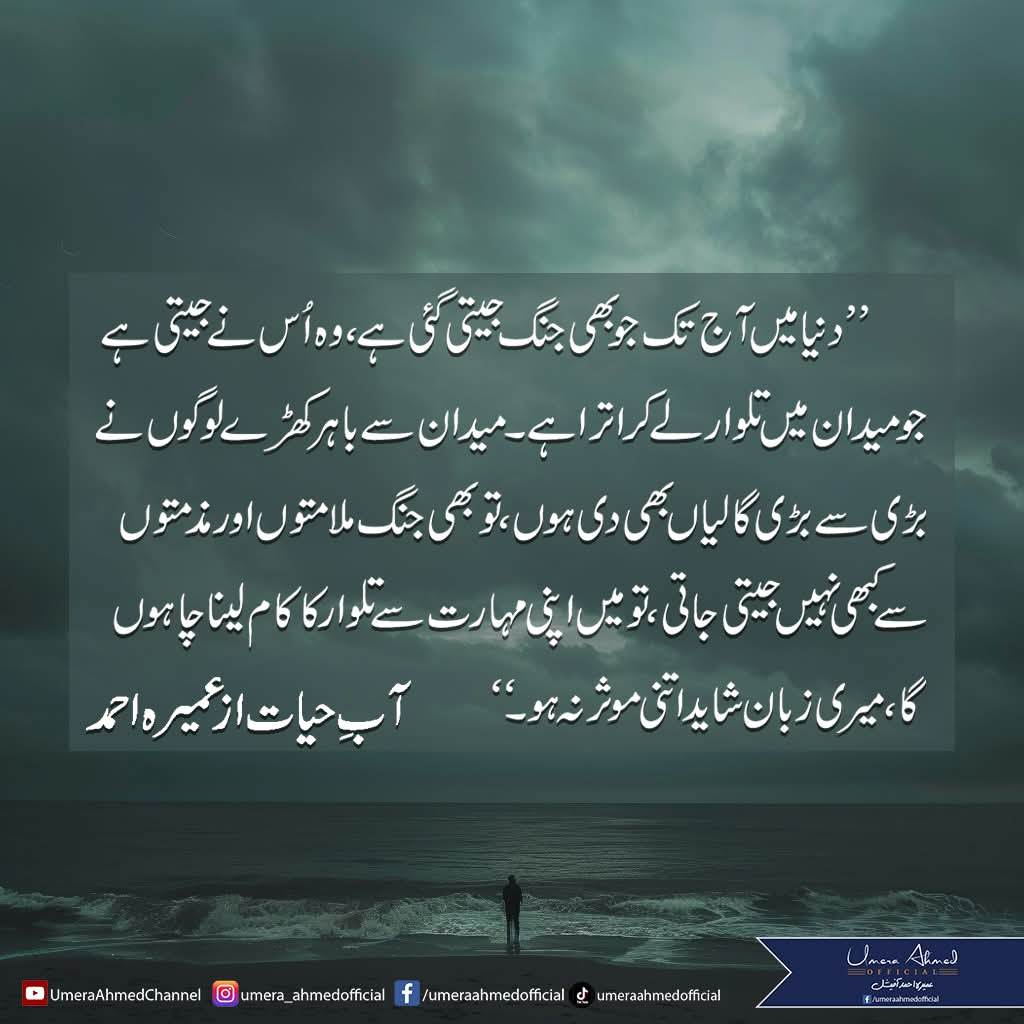 ’’دنیا میں آج تک جو بھی جنگ جیتی گئی ہے، وہ اُس نے جیتی ہے
جو میدان میں تلوار لے کر اترا ہے۔ میدان سے باہر کھڑے لوگوں نے
بڑی سے بڑی گالیاں بھی دی ہوں، تو بھی جنگ ملامتوں اور مذمتوں
سے کبھی نہیں جیتی جاتی، تو میں اپنی مہارت سے تلوار کا کام لینا چاہوں
گا، میری زبان شاید اتنی موثر نہ ہو۔‘‘
آبِ حیات از عمیرہ احمد
Umera Ahmed
OFFICIAL
عمیرہ احمد آفیشل
/umeraahmedofficial
UmeraAhmedChannel umera_ahmedofficial /umeraahmedofficial umeraahmedofficial